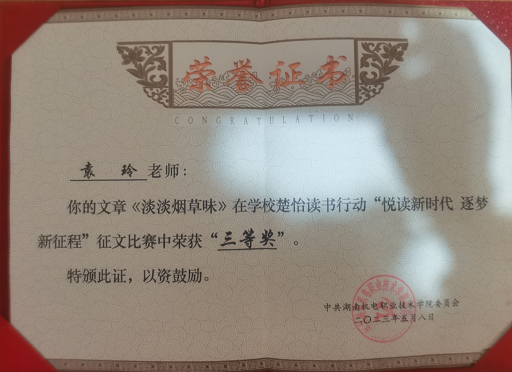 荣誉证书
CONGRATULATION
袁 玲 老师:
你的文章《淡淡烟草味》在学校楚怡读书行动“悦读新时代 逐梦
新征程”征文比赛中荣获“三等奖”。
特颁此证，以资鼓励。
中共湖南机电职业技术学院委员会
二〇二三年五月八日